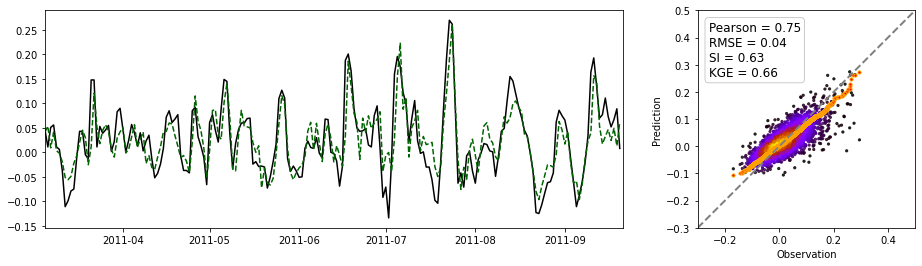 0.25
0.20
0.15
0.10
0.05
0.00
−0.05
−0.10
−0.15
2011-04 2011-05 2011-06 2011-07 2011-08 2011-09
Prediction
0.5
0.4
0.3
0.2
0.1
0.0
−0.1
−0.2
−0.3
Pearson = 0.75
RMSE = 0.04
SI = 0.63
KGE = 0.66
−0.2 0.0 0.2 0.4
Observation